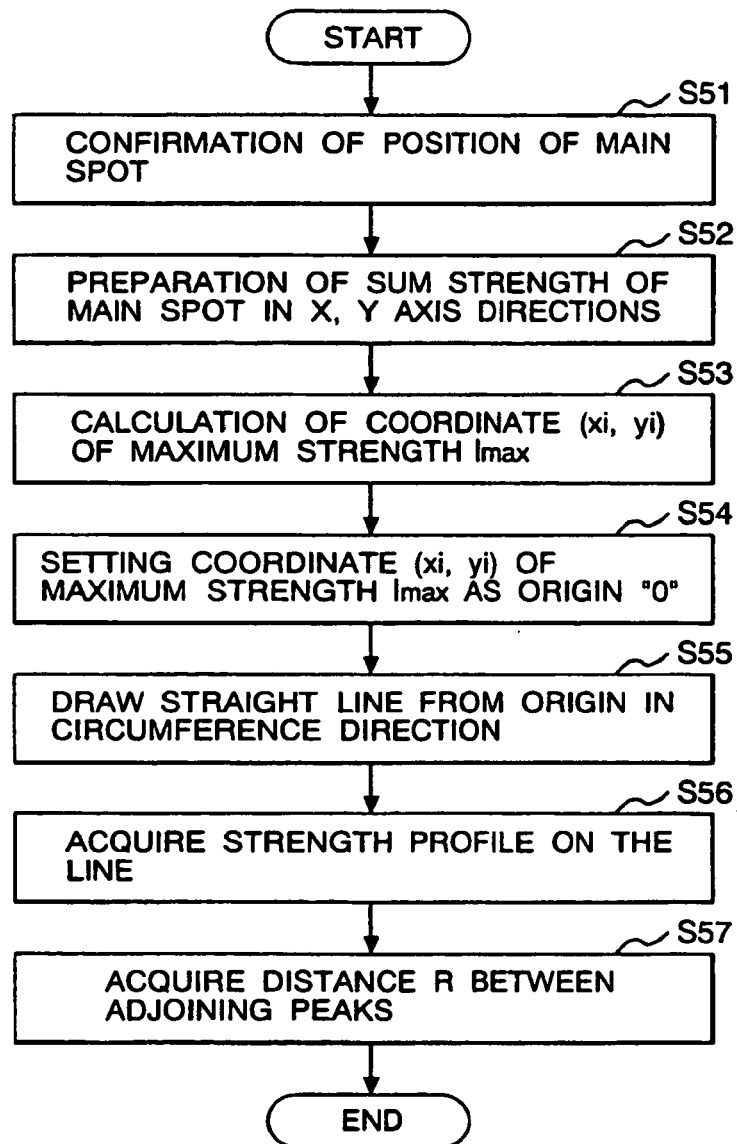 START
S51
CONFIRMATION OF POSITION OF MAIN
SPOT
S52
PREPARATION OF SUM STRENGTH OF
MAIN SPOT IN X, Y AXIS DIRECTIONS
S53
CALCULATION OF COORDINATE (xi, yi)
OF MAXIMUM STRENGTH Imax
S54
SETTING COORDINATE (xi, yi) OF
MAXIMUM STRENGTH Imax AS ORIGIN "0"
S55
DRAW STRAIGHT LINE FROM ORIGIN IN
CIRCUMFERENCE DIRECTION
S56
ACQUIRE STRENGTH PROFILE ON THE
LINE
S57
ACQUIRE DISTANCE R BETWEEN
ADJOINING PEAKS
END